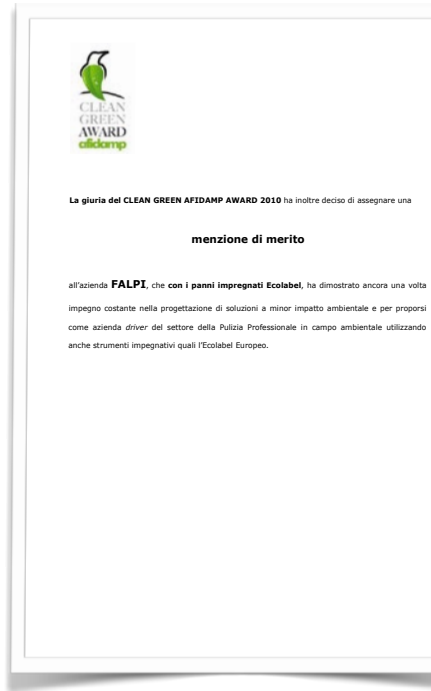 CLEAN
GREEN
AWARD
afidamp
La giuria del CLEAN GREEN AFIDAMP AWARD 2010 ha inoltre deciso di assegnare una
menzione di merito
all'azienda FALPI, che con i panni impregnati Ecolabel, ha dimostrato ancora una volta
impegno costante nella progettazione di soluzioni a minor impatto ambientale e per proporsi
come azienda driver del settore della Pulizia Professionale in campo ambientale utilizzando
anche strumenti impegnativi quali l'Ecolabel Europeo.